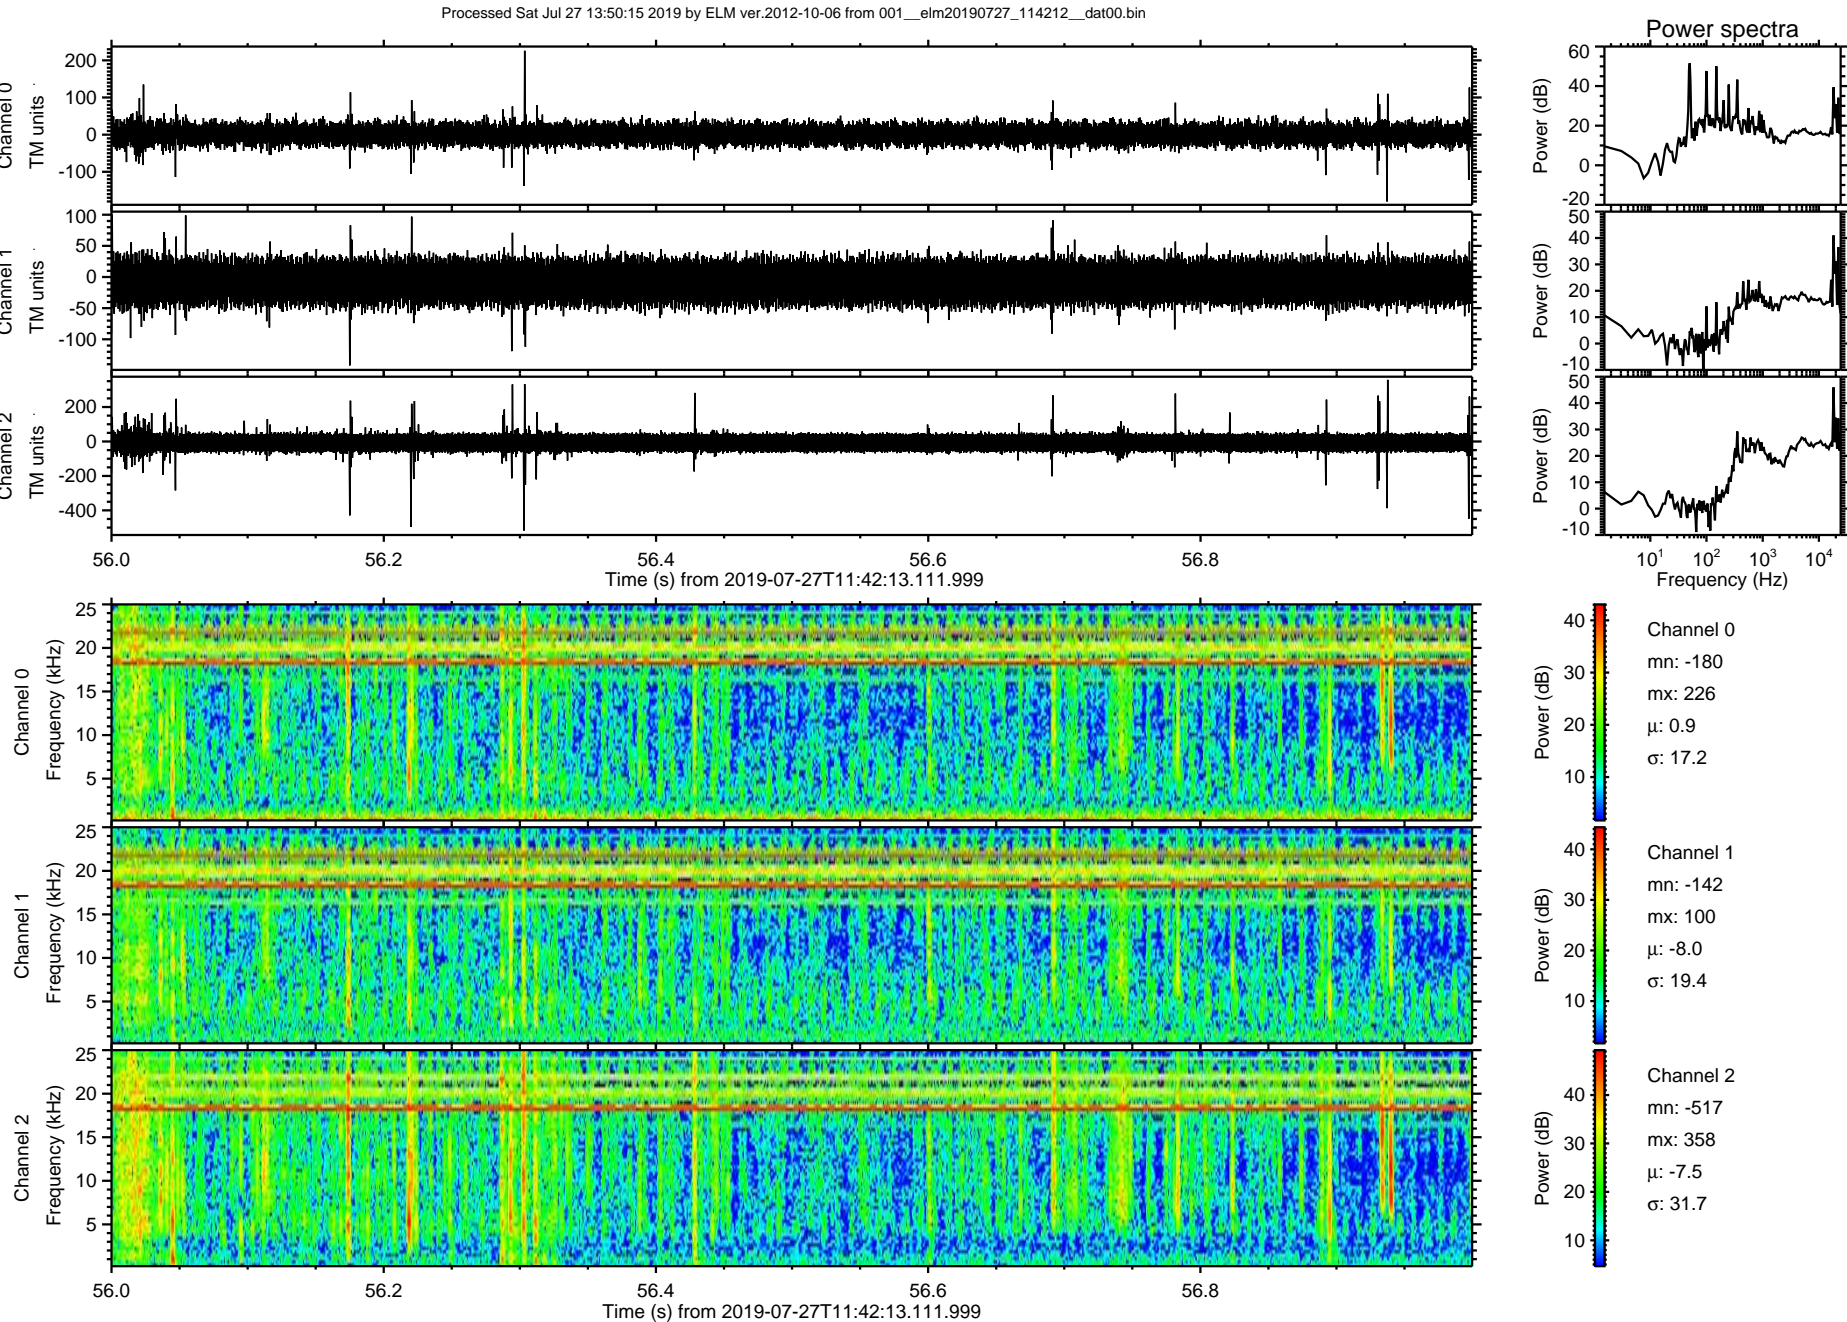 Processed Sat Jul 27 13:50:15 2019 by ELM ver.2012-10-06 from 001__elm20190727_114212__dat00.bin
Power spectra
Channel 0
TM units
200
100
0
-100
Power (dB)
60
40
20
0
-20
Channel 1
TM units
100
50
0
-50
-100
Power (dB)
50
40
30
20
10
0
-10
Channel 2
TM units
200
0
-200
-400
Power (dB)
50
40
30
20
10
0
-10
56.0 56.2 56.4 56.6 56.8
Time (s) from 2019-07-27T11:42:13.111.999
10¹ 10² 10³ 10⁴
Frequency (Hz)
Channel 0
Frequency (kHz)
25
20
15
10
5
Power (dB)
40
30
20
10
Channel 0
mn: -180
mx: 226
μ: 0.9
σ: 17.2
Channel 1
Frequency (kHz)
25
20
15
10
5
Power (dB)
40
30
20
10
Channel 1
mn: -142
mx: 100
μ: -8.0
σ: 19.4
Channel 2
Frequency (kHz)
25
20
15
10
5
Power (dB)
40
30
20
10
Channel 2
mn: -517
mx: 358
μ: -7.5
σ: 31.7
56.0 56.2 56.4 56.6 56.8
Time (s) from 2019-07-27T11:42:13.111.999